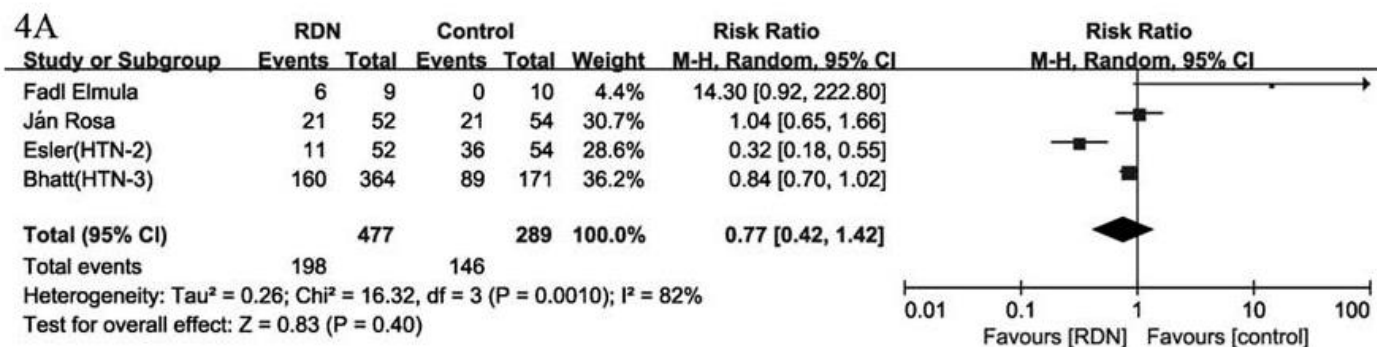 4A RDN Control Risk Ratio Risk Ratio
Study or Subgroup Events Total Events Total Weight M-H, Random, 95% CI M-H, Random, 95% CI
Fadl Elmula 6 9 0 10 4.4% 14.30 [0.92, 222.80]
Ján Rosa 21 52 21 54 30.7% 1.04 [0.65, 1.66]
Esler(HTN-2) 11 52 36 54 28.6% 0.32 [0.18, 0.55]
Bhatt(HTN-3) 160 364 89 171 36.2% 0.84 [0.70, 1.02]
Total (95% CI) 477 289 100.0% 0.77 [0.42, 1.42]
Total events 198 146
Heterogeneity: Tau² = 0.26; Chi² = 16.32, df = 3 (P = 0.0010); I² = 82%
Test for overall effect: Z = 0.83 (P = 0.40)
0.01 0.1 1 10 100
Favours [RDN] Favours [control]